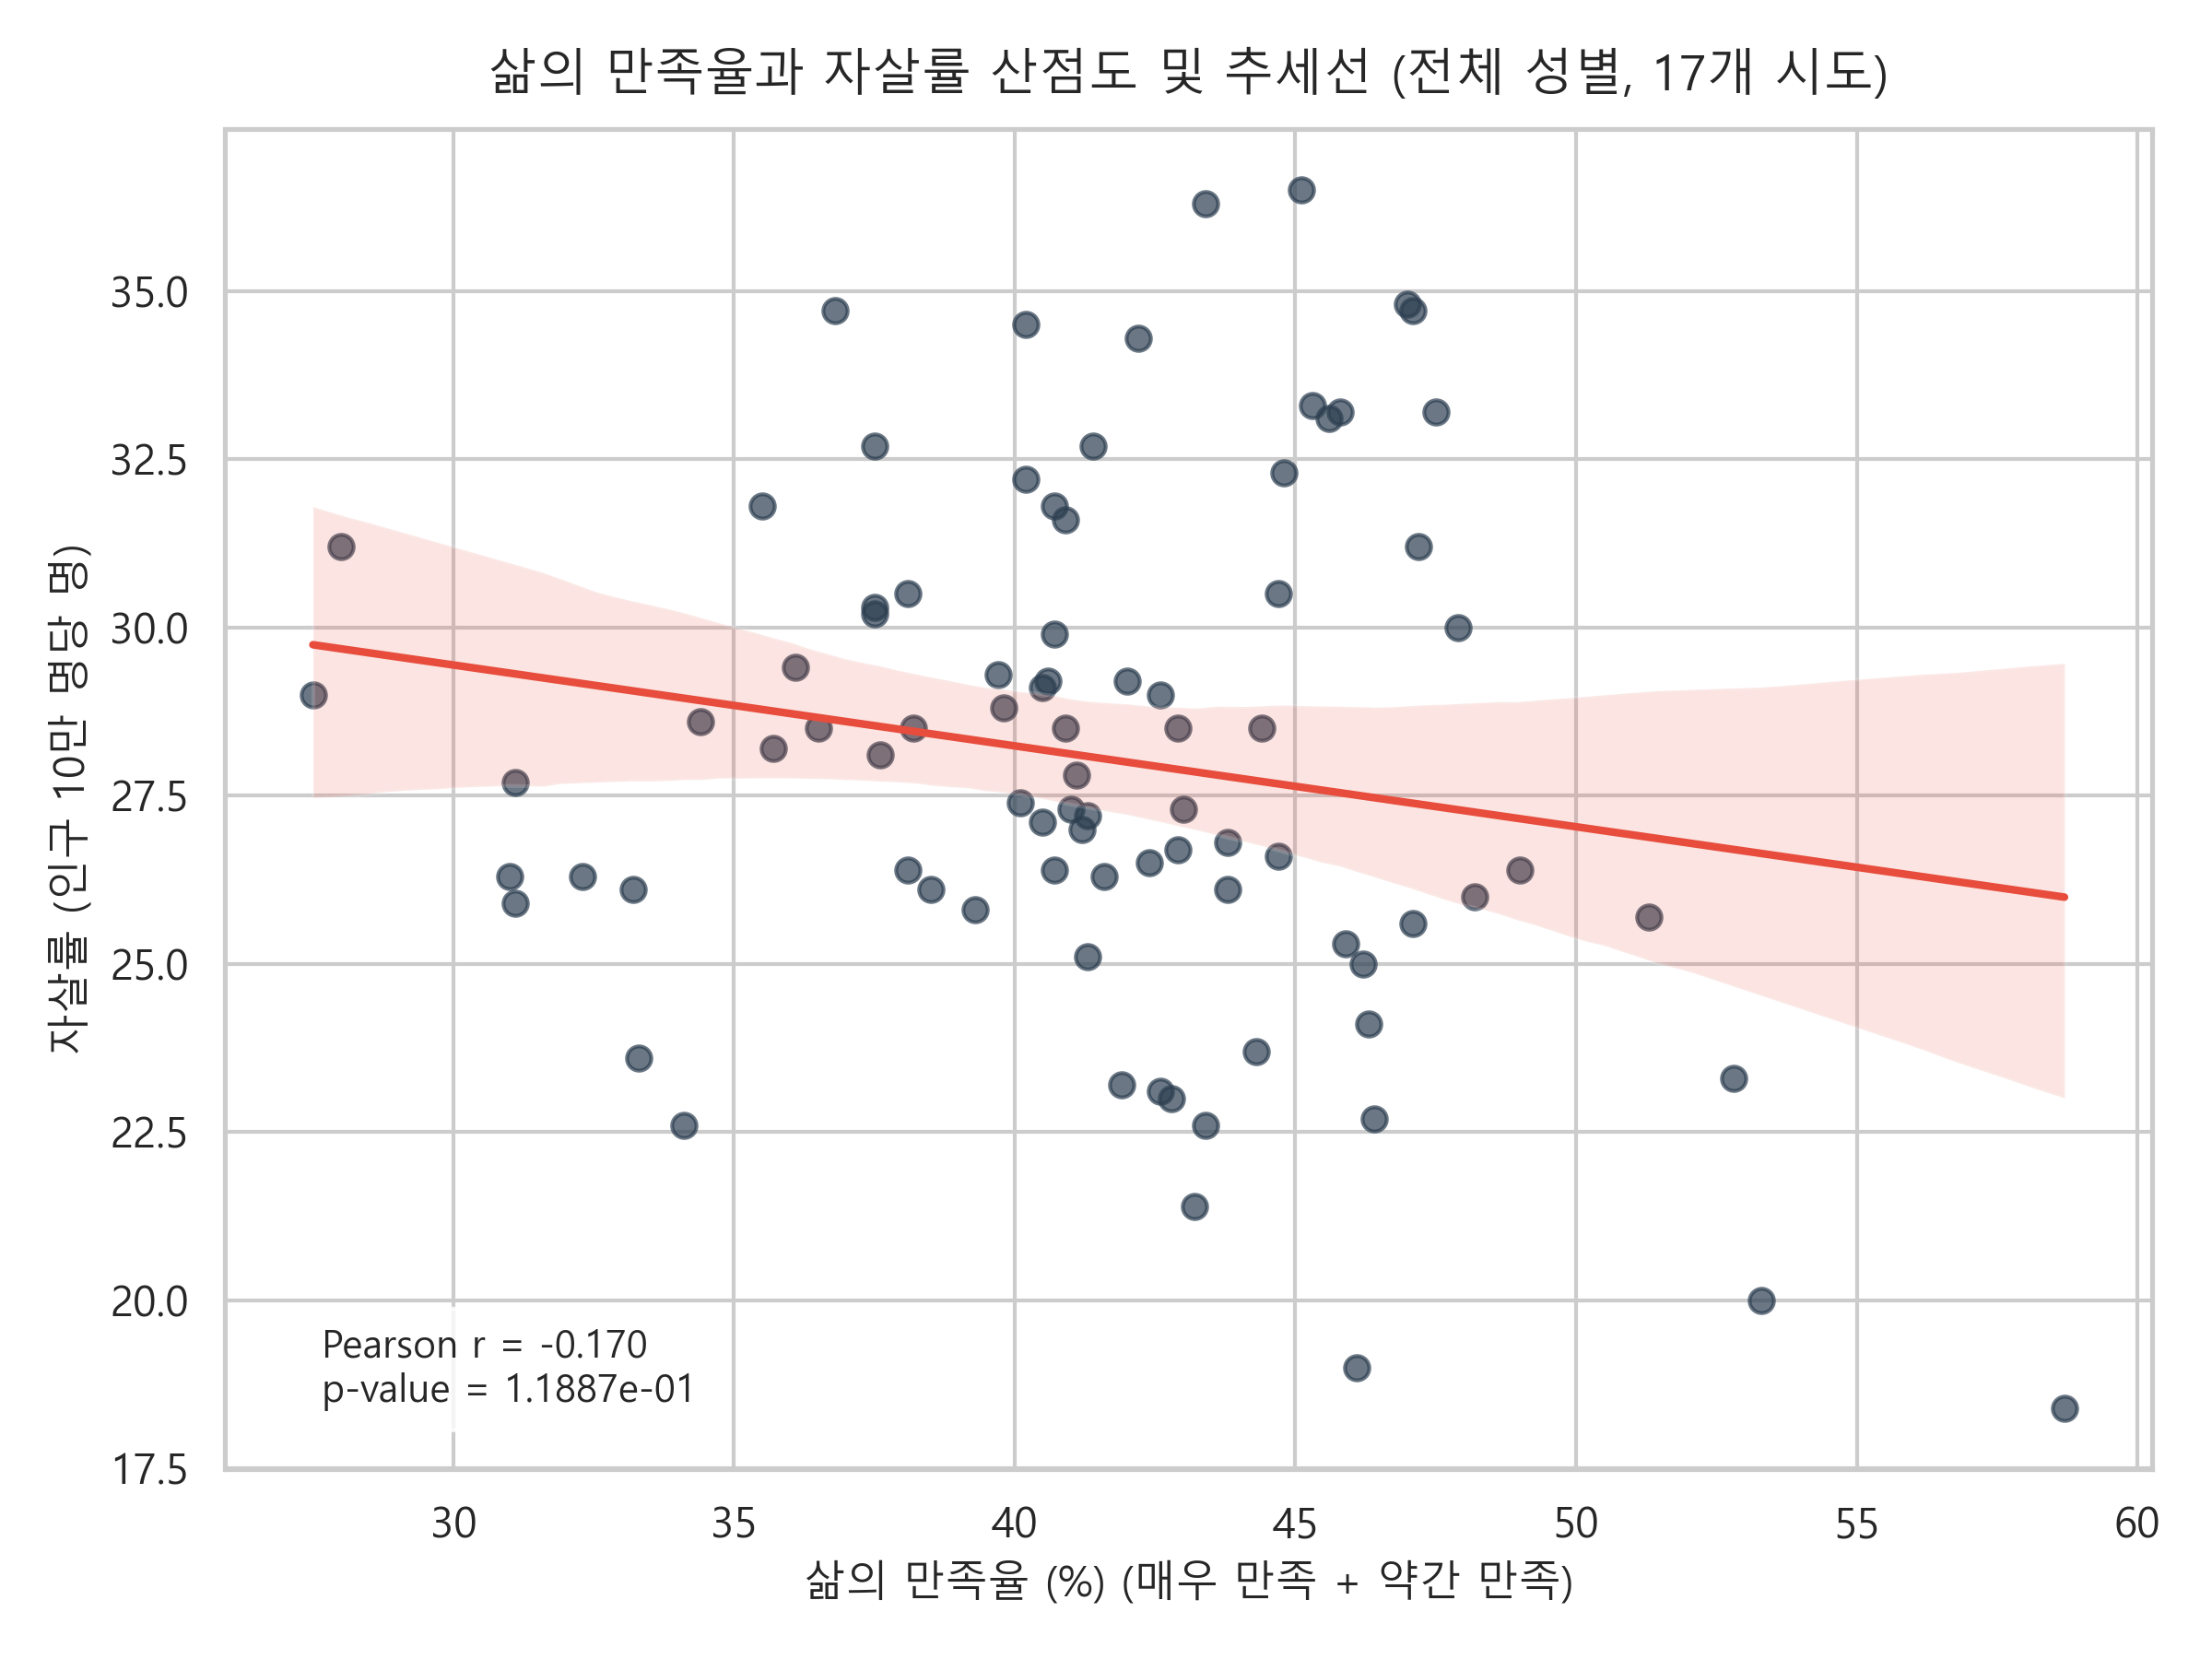 삶의 만족율과 자살률 산점도 및 추세선 (전체 성별, 17개 시도)
자살률 (인구 10만 명당 명)
35.0
32.5
30.0
27.5
25.0
22.5
20.0
17.5
Pearson r = -0.170
p-value = 1.1887e-01
30 35 40 45 50 55 60
삶의 만족율 (%) (매우 만족 + 약간 만족)